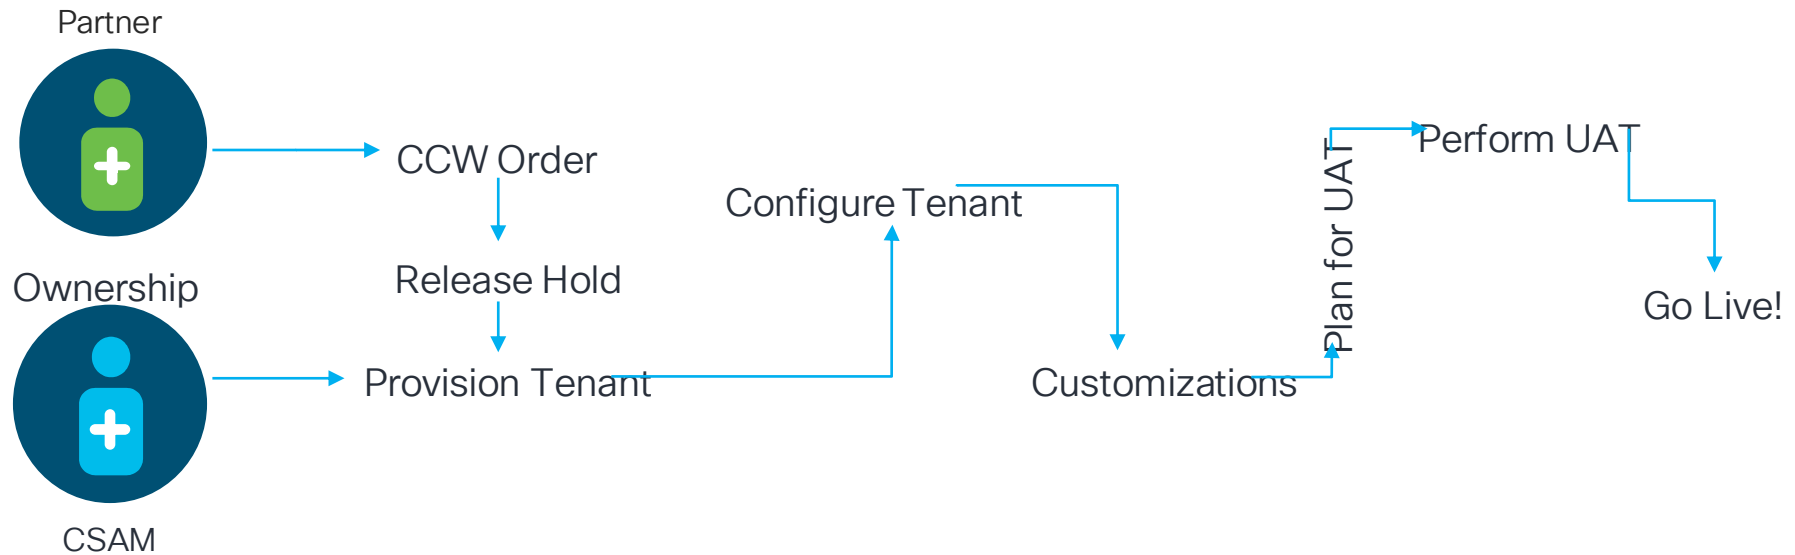 Partner
CCW Order
Release Hold
Ownership
Provision Tenant
CSAM
Configure Tenant
Customizations
Plan for UAT
Perform UAT
Go Live!